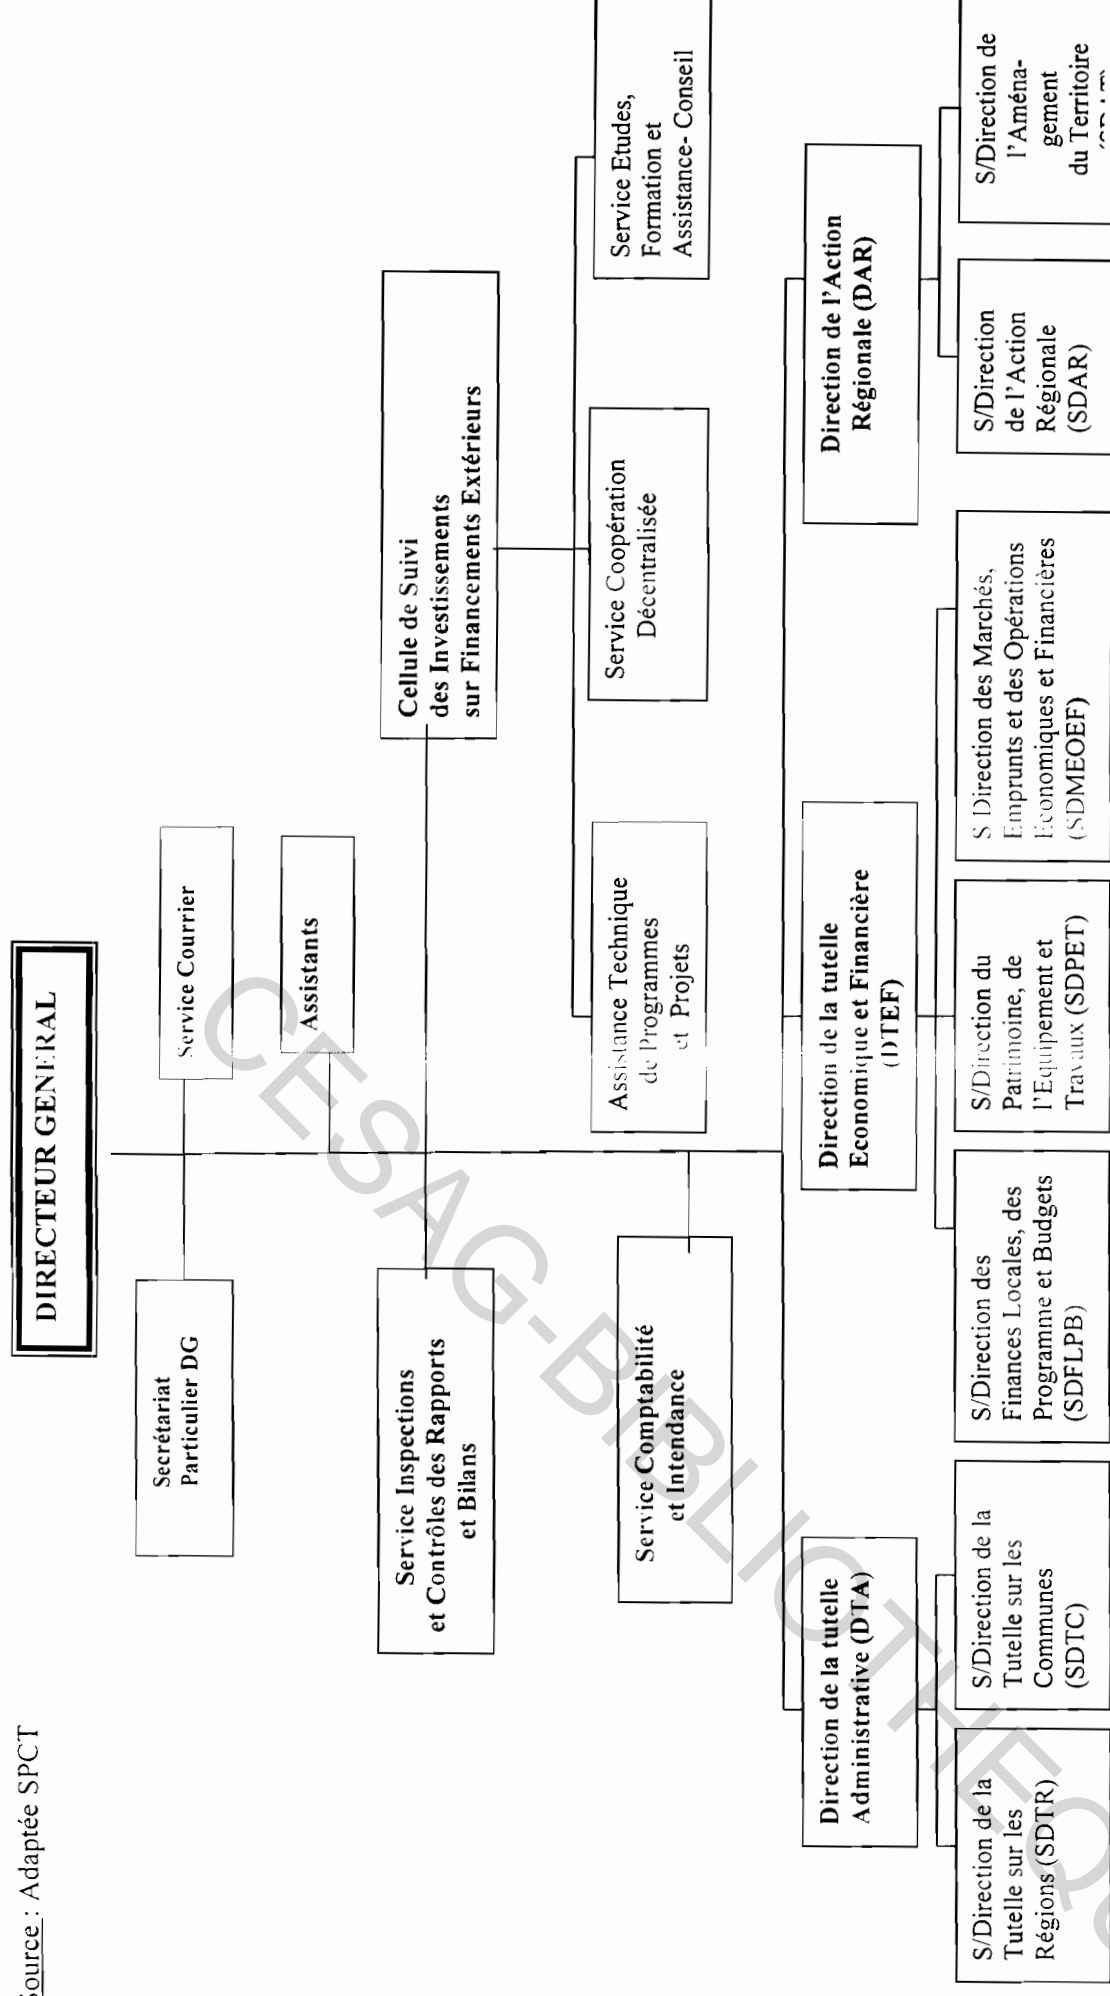 Source : Adaptée SPCT
DIRECTEUR GENERAL
Secrétariat
Particulier DG
Service Courrier
Assistants
Service Inspections
et Contrôles des Rapports
et Bilans
Cellule de Suivi
des Investissements
sur Financements Extérieurs
Service Comptabilité
et Intendance
Assistance Technique
de Programmes
et Projets
Service Coopération
Décentralisée
Service Etudes,
Formation et
Assistance- Conseil
Direction de la tutelle
Administrative (DTA)
Direction de la tutelle
Economique et Financière
(DTEF)
Direction de l'Action
Régionale (DAR)
S/Direction de la
Tutelle sur les
Régions (SDTR)
S/Direction de la
Tutelle sur les
Communes
(SDTC)
S/Direction des
Finances Locales, des
Programme et Budgets
(SDFLPB)
S/Direction du
Patrimoine, de
l'Equipement et
Travaux (SDPET)
S Direction des Marchés,
Emprunts et des Opérations
Economiques et Financières
(SDMEOEF)
S/Direction
de l'Action
Régionale
(SDAR)
S/Direction de
l'Aména-
gement
du Territoire
CESAG-BIBLIOTHEQU